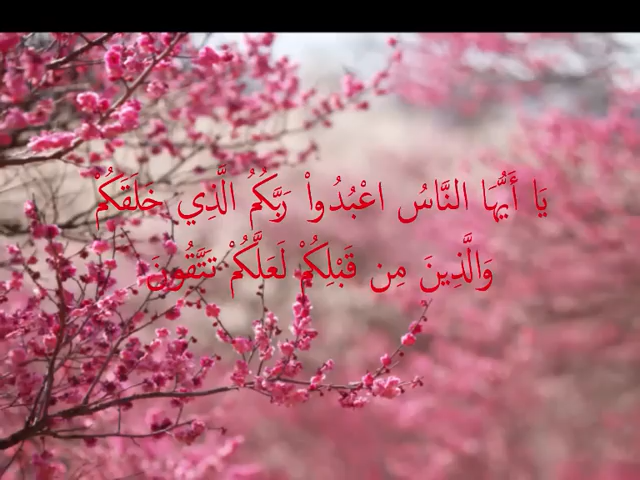 يَا أَيُّهَا النَّاسُ اعْبُدُواْ رَبَّكُمُ الَّذِي خَلَقَكُمْ
وَالَّذِينَ مِن قَبْلِكُمْ لَعَلَّكُمْ تَتَّقُونَ